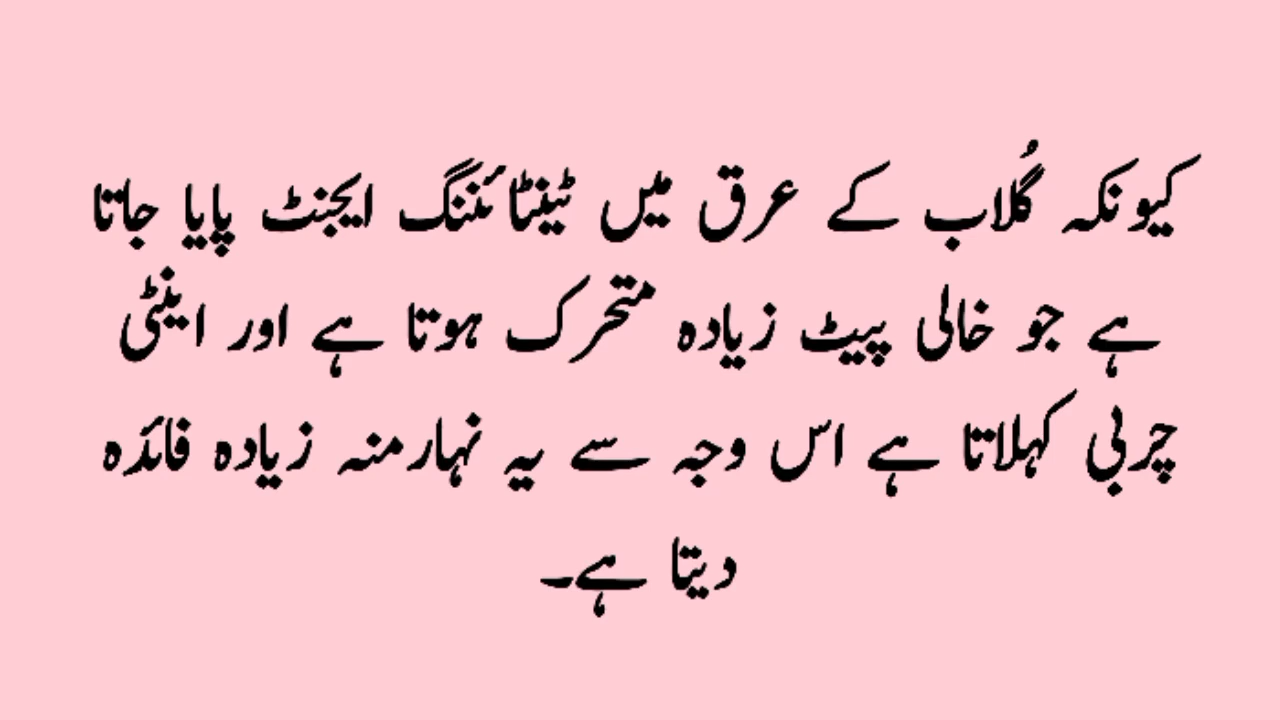 کیونکہ گُلاب کے عرق میں ٹینٹائننگ ایجنٹ پایا جاتا
ہے جو خالی پیٹ زیادہ متحرک ہوتا ہے اور اینٹی
چربی کہلاتا ہے اس وجہ سے یہ نہارمنہ زیادہ فائدہ
دیتا ہے۔